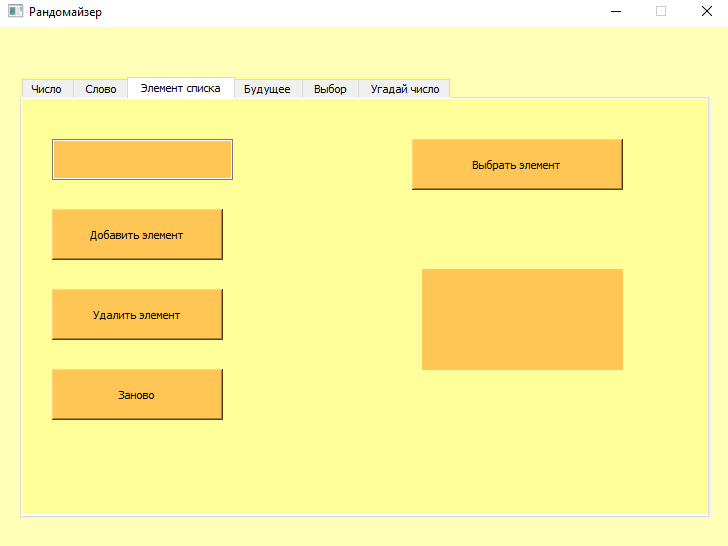 Рандомайзер
Число Слово Элемент списка Будущее Выбор Угадай число
Выбрать элемент
Добавить элемент
Удалить элемент
Заново